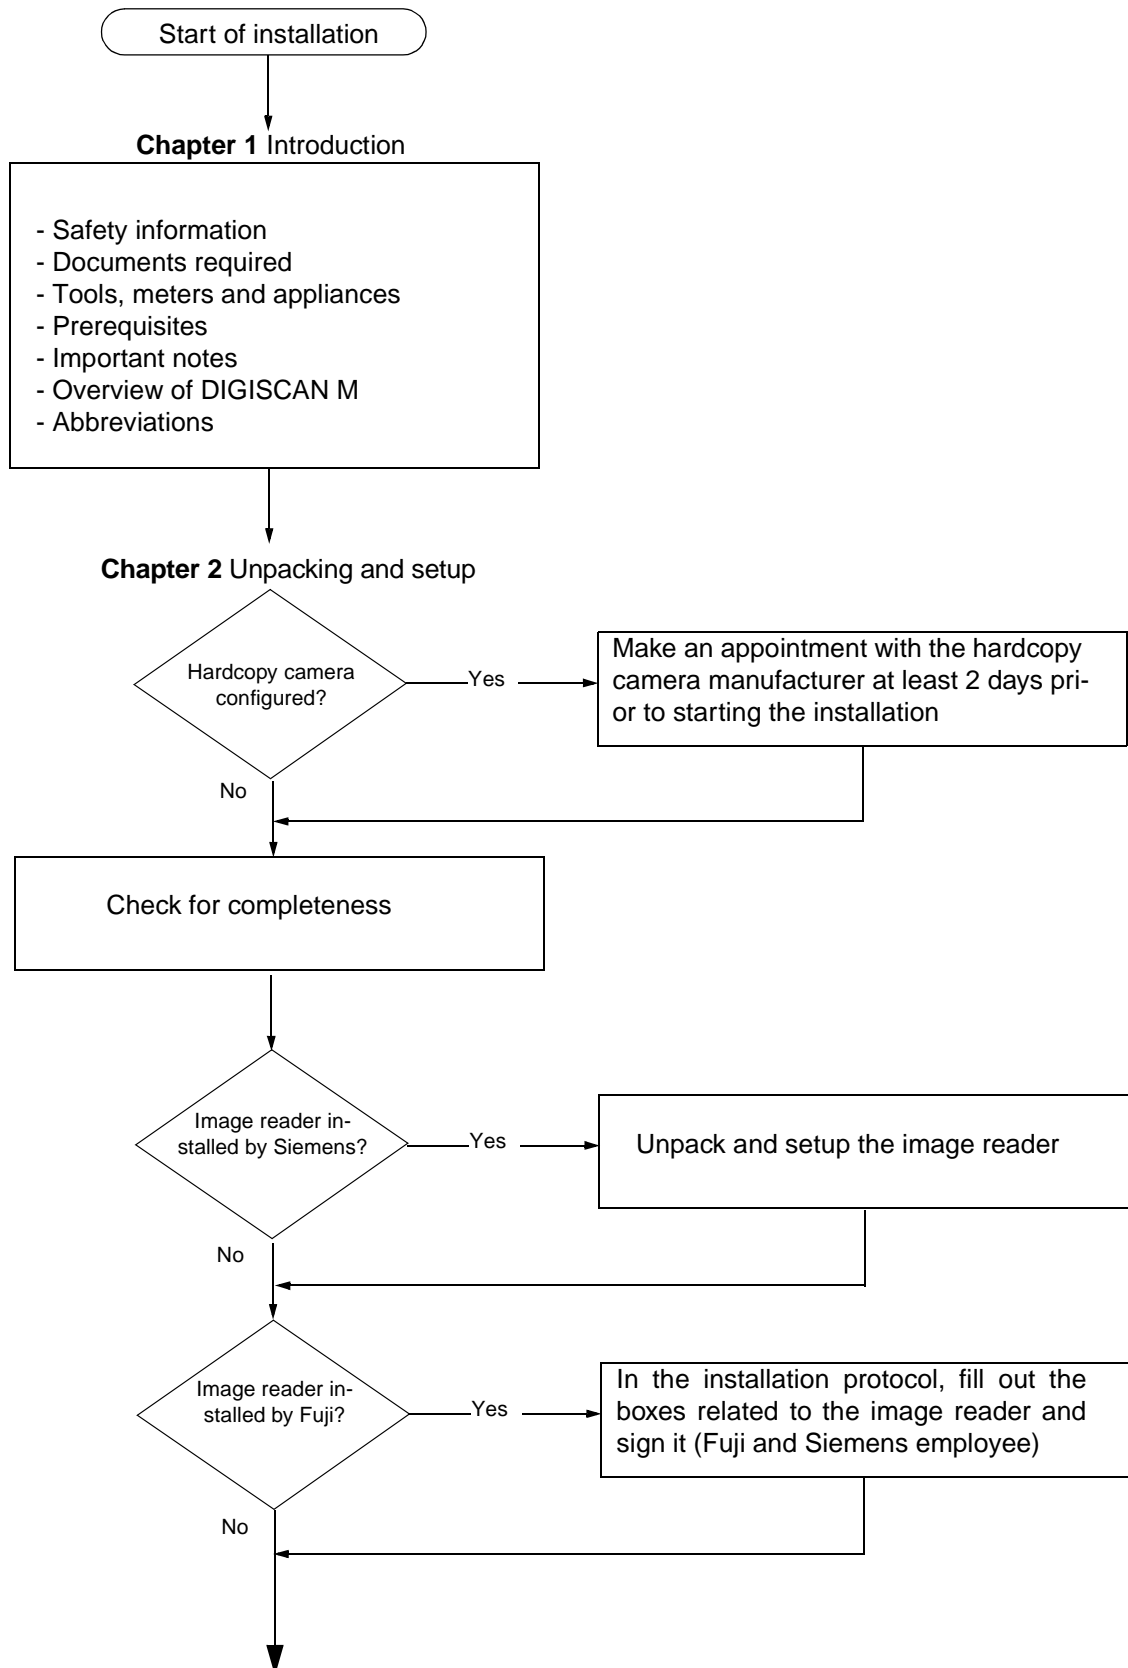 Start of installation
Chapter 1 Introduction
- Safety information
- Documents required
- Tools, meters and appliances
- Prerequisites
- Important notes
- Overview of DIGISCAN M
- Abbreviations
Chapter 2 Unpacking and setup
Hardcopy camera
configured?
Yes
Make an appointment with the hardcopy
camera manufacturer at least 2 days pri-
or to starting the installation
No
Check for completeness
Image reader in-
stalled by Siemens?
Yes
Unpack and setup the image reader
No
Image reader in-
stalled by Fuji?
Yes
In the installation protocol, fill out the
boxes related to the image reader and
sign it (Fuji and Siemens employee)
No